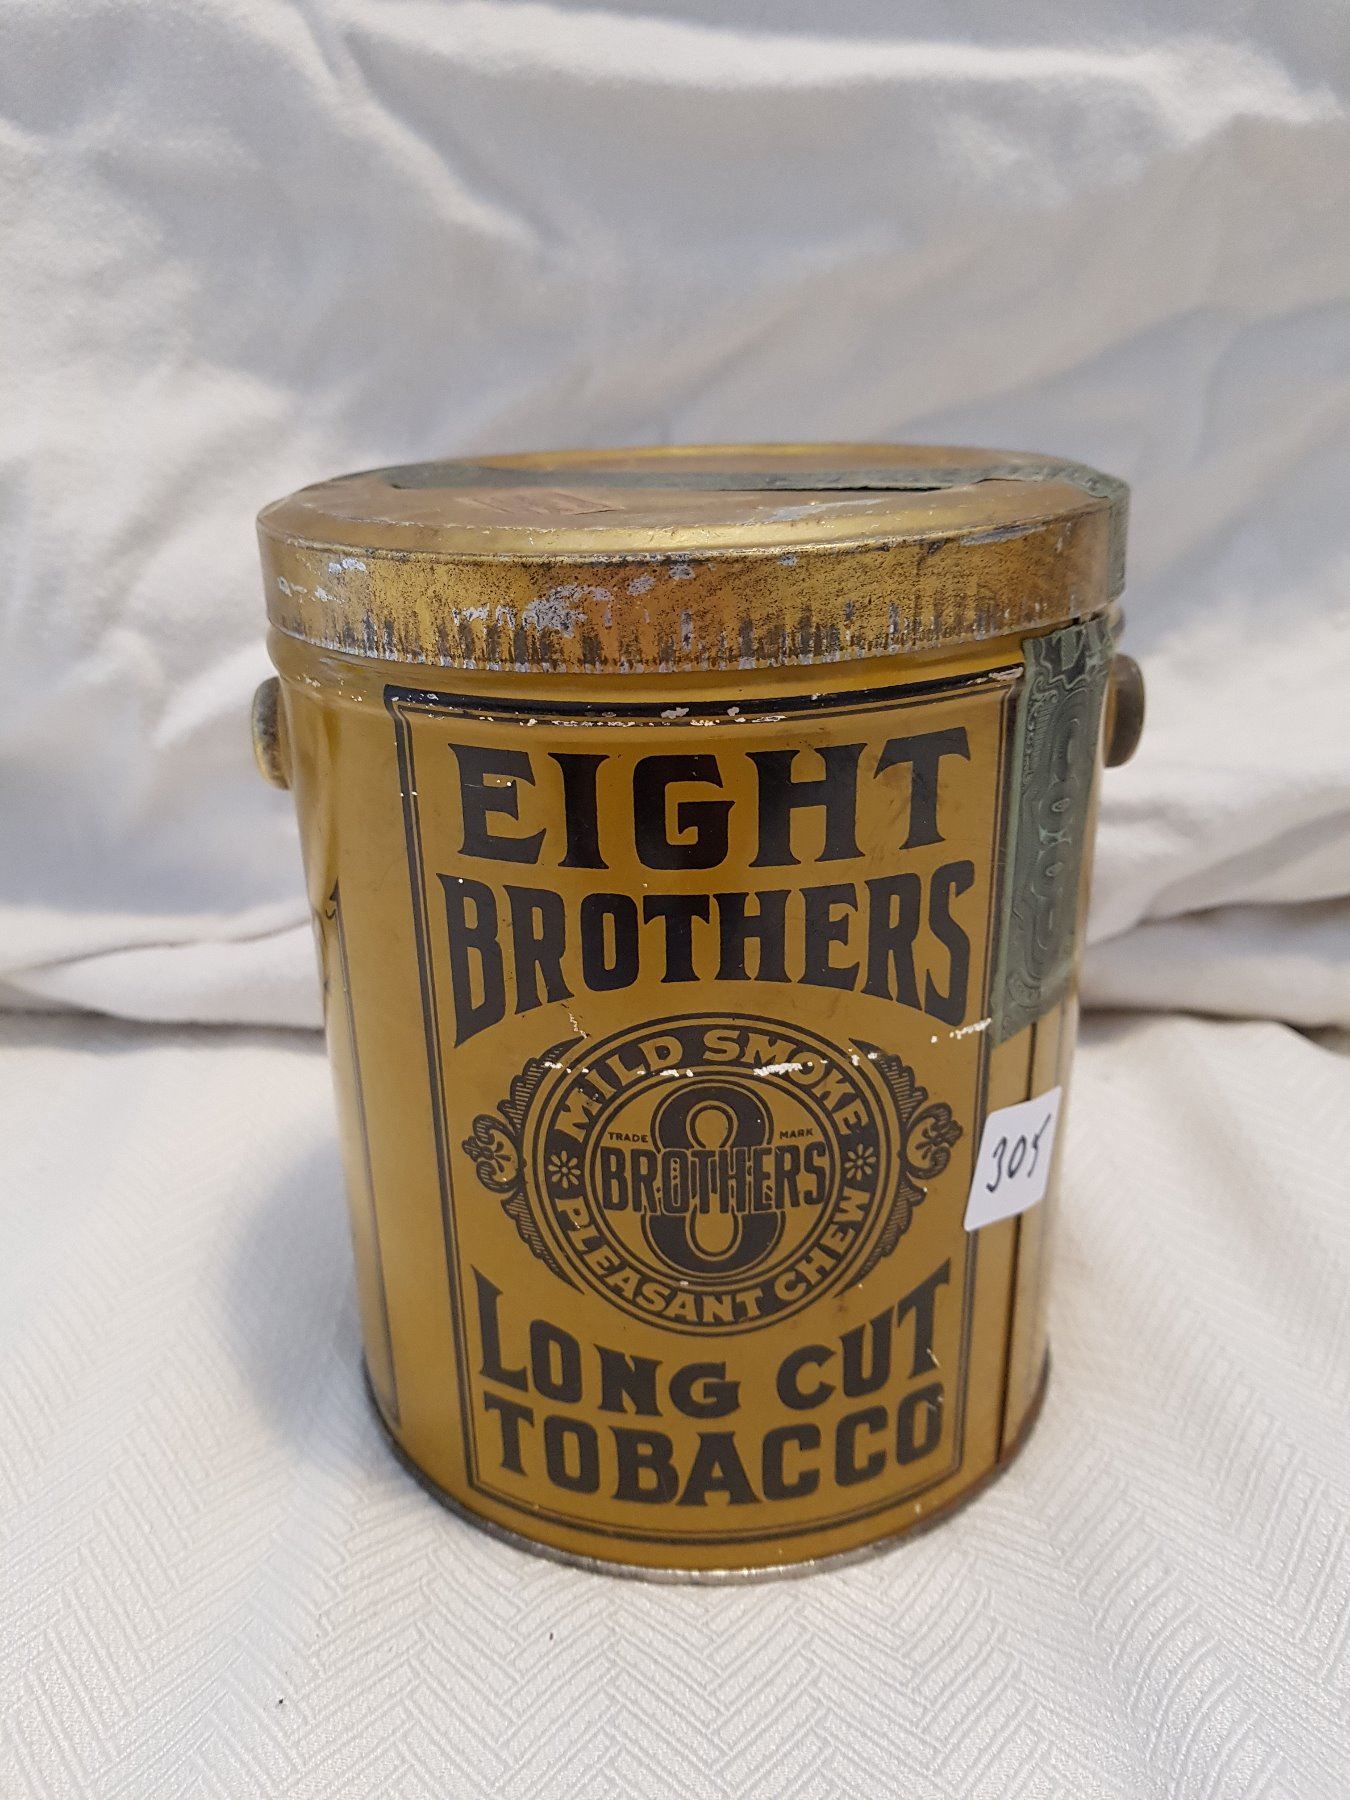 EIGHT
BROTHERS
MILD SMOKE
TRADE MARK
8
BROTHERS
PLEASANT CHEW
LONG CUT
TOBACCO
305